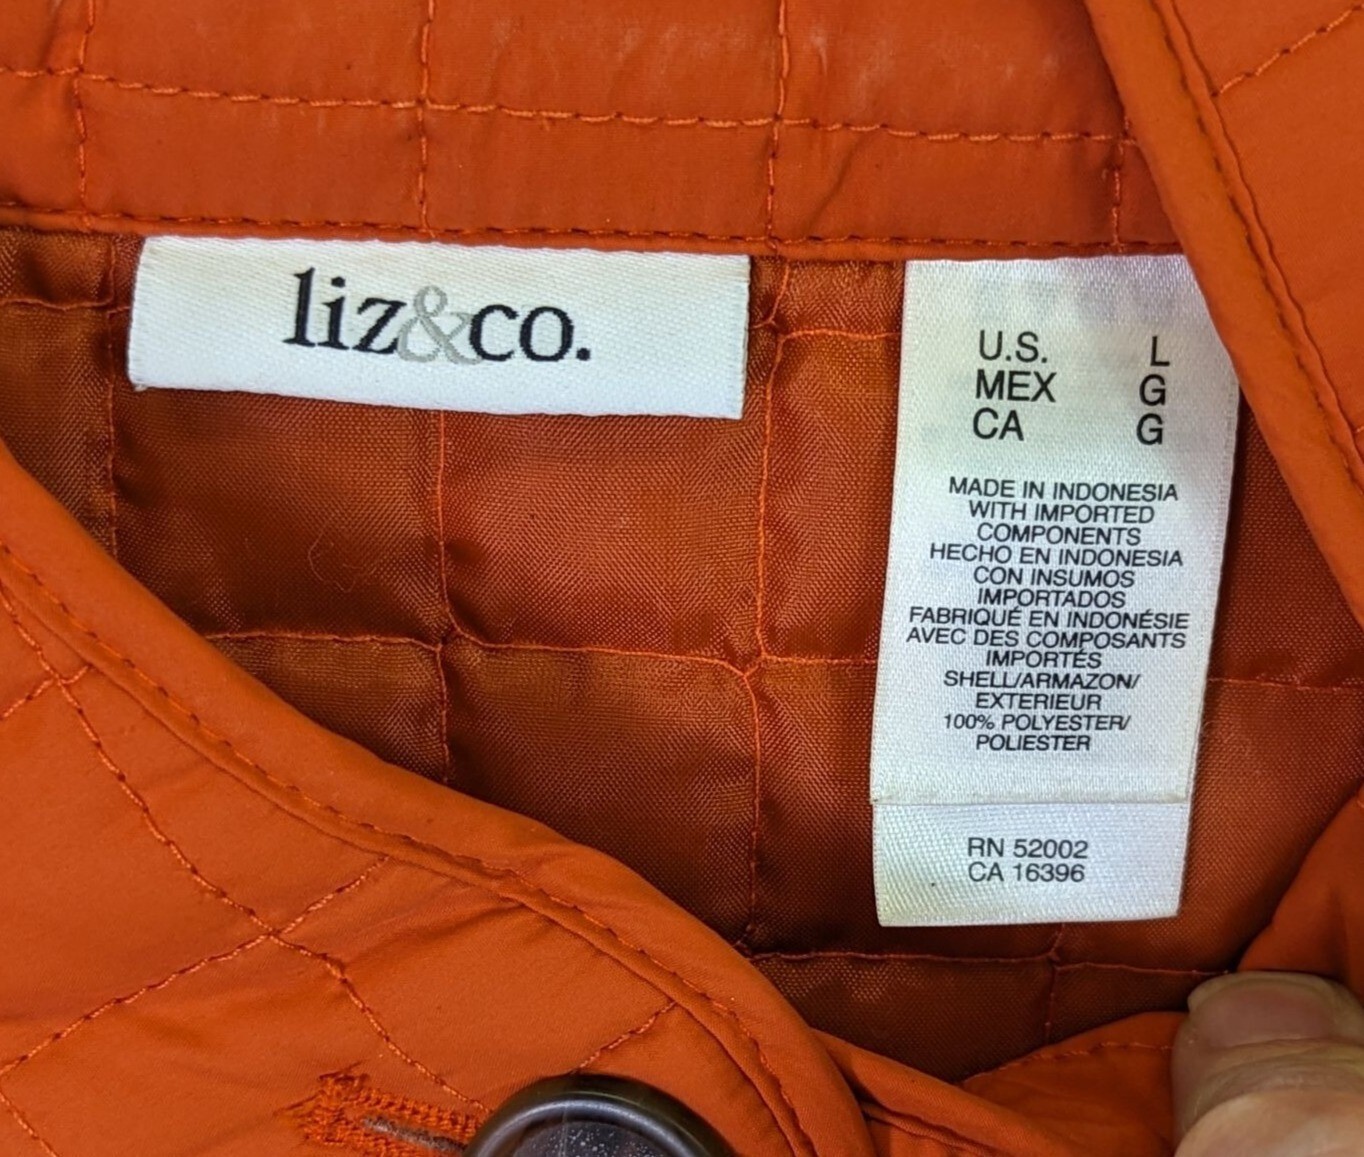 liz&co.
U.S. L
MEX G
CA G
MADE IN INDONESIA
WITH IMPORTED
COMPONENTS
HECHO EN INDONESIA
CON INSUMOS
IMPORTADOS
FABRIQUÉ EN INDONÉSIE
AVEC DES COMPOSANTS
IMPORTÉS
SHELL/ARMAZON/
EXTERIEUR
100% POLYESTER/
POLIESTER
RN 52002
CA 16396